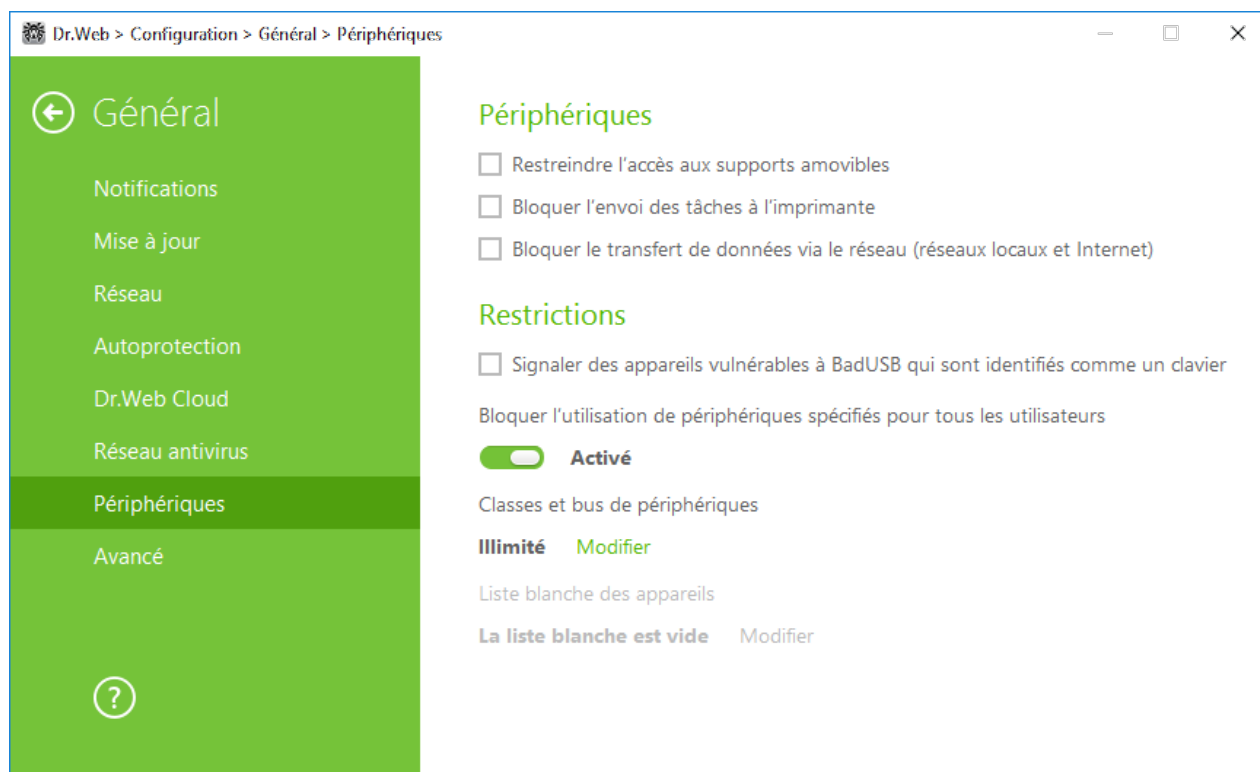 Dr.Web > Configuration > Général > Périphériques
Général
Notifications
Mise à jour
Réseau
Autoprotection
Dr.Web Cloud
Réseau antivirus
Périphériques
Avancé
?
Périphériques
Restreindre l’accès aux supports amovibles
Bloquer l’envoi des tâches à l’imprimante
Bloquer le transfert de données via le réseau (réseaux locaux et Internet)
Restrictions
Signaler des appareils vulnérables à BadUSB qui sont identifiés comme un clavier
Bloquer l’utilisation de périphériques spécifiés pour tous les utilisateurs
Activé
Classes et bus de périphériques
Illimité Modifier
Liste blanche des appareils
La liste blanche est vide Modifier